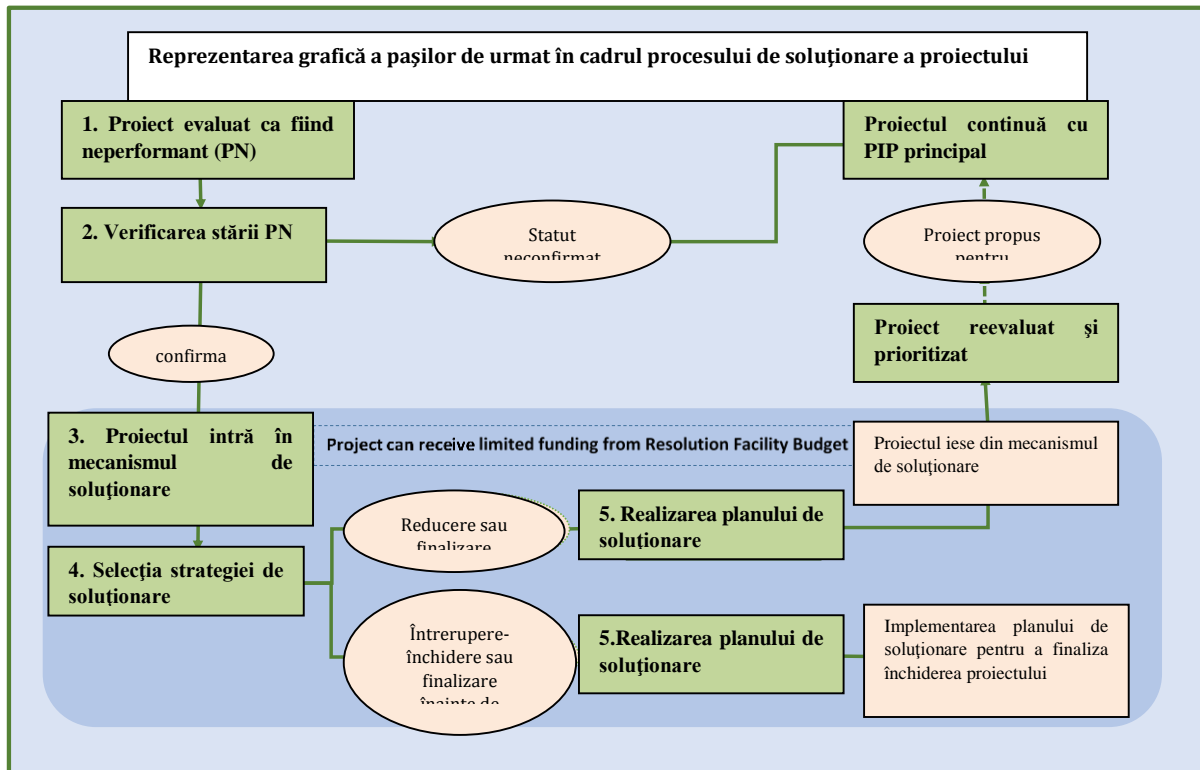 Reprezentarea grafică a paşilor de urmat în cadrul procesului de soluţionare a proiectului
1. Proiect evaluat ca fiind
neperformant (PN)
Proiectul continuă cu
PIP principal
2. Verificarea stării PN
Statut
neconfirmat
Proiect propus
pentru
confirma
Proiect reevaluat şi
prioritizat
3. Proiectul intră în
mecanismul de
soluţionare
Project can receive limited funding from Resolution Facility Budget
Proiectul iese din mecanismul
de soluţionare
Reducere sau
finalizare
5. Realizarea planului de
soluţionare
4. Selecţia strategiei de
soluţionare
Întrerupere-
închidere sau
finalizare
înainte de
5.Realizarea planului de
soluţionare
Implementarea planului de
soluţionare pentru a finaliza
închiderea proiectului